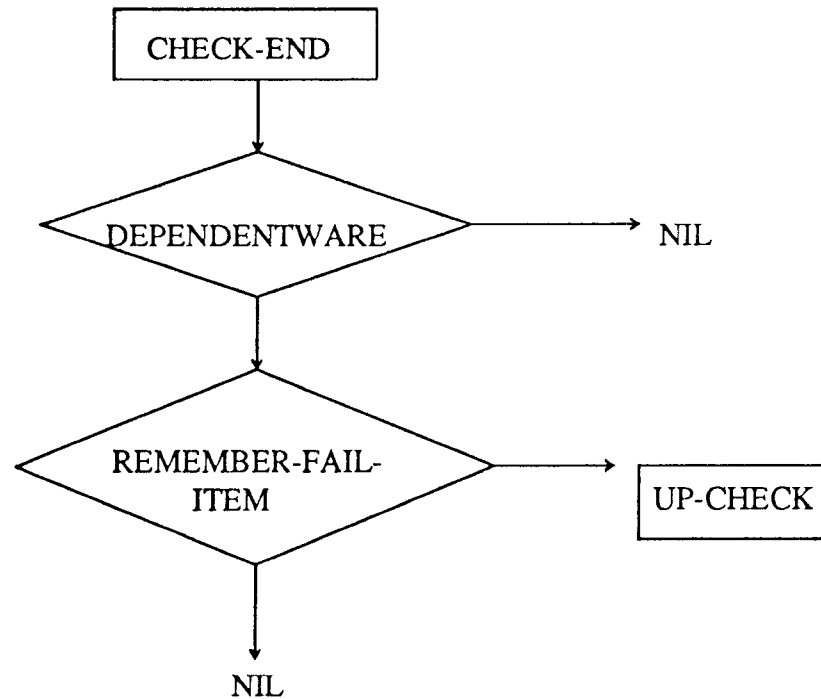 CHECK-END
DEPENDENTWARE
NIL
REMEMBER-FAIL-
ITEM
UP-CHECK
NIL